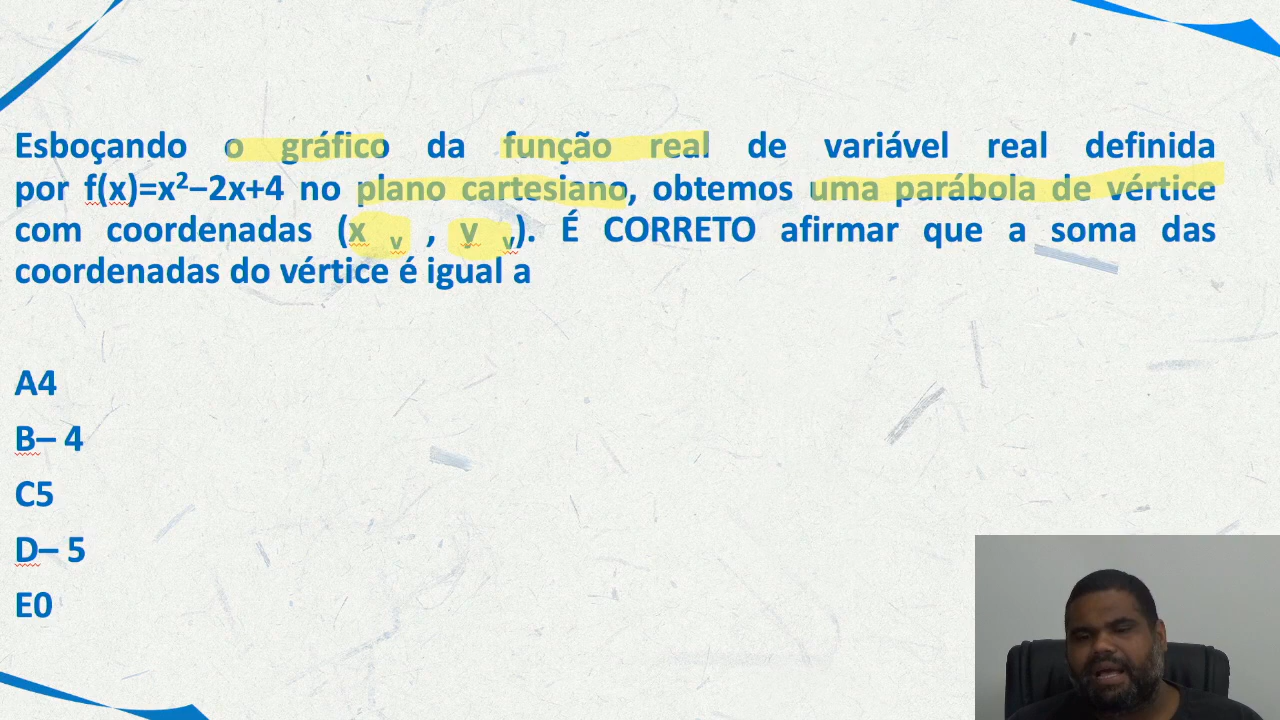 Esboçando o gráfico da função real de variável real definida
por f(x)=x²–2x+4 no plano cartesiano, obtemos uma parábola de vértice
com coordenadas (x v , y v). É CORRETO afirmar que a soma das
coordenadas do vértice é igual a
A4
B– 4
C5
D– 5
E0